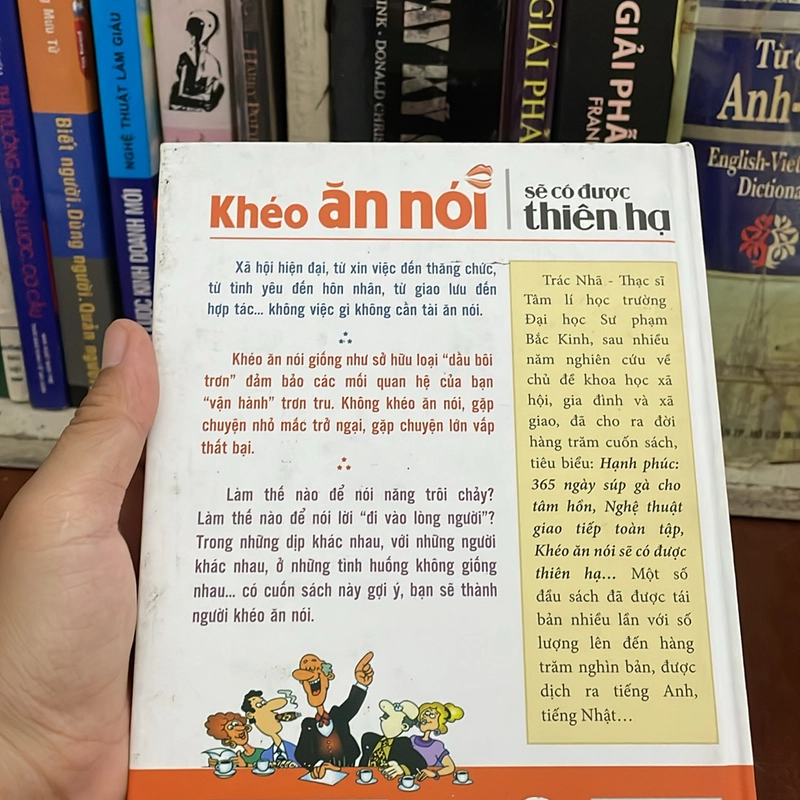 Mưu Tử
Biết người. Dùng người. Quản người
THỊ TRƯỜNG, CHIẾN LƯỢC, CƠ CẤU
NGHỆ THUẬT LÀM GIÀU
LƯỢC KINH DOANH MỚI
DONALD CHRIS
GIẢI PHẪ
GIẢI PHẪ
FRAN
Anh-
English-Viet
Dictiona
Khéo ăn nói
sẽ có được
thiên hạ
Xã hội hiện đại, từ xin việc đến thăng chức,
từ tình yêu đến hôn nhân, từ giao lưu đến
hợp tác... không việc gì không cần tài ăn nói.
Khéo ăn nói giống như sở hữu loại “dầu bôi
trơn” đảm bảo các mối quan hệ của bạn
“vận hành” trơn tru. Không khéo ăn nói, gặp
chuyện nhỏ mắc trở ngại, gặp chuyện lớn vấp
thất bại.
Làm thế nào để nói năng trôi chảy?
Làm thế nào để nói lời “đi vào lòng người”?
Trong những dịp khác nhau, với những người
khác nhau, ở những tình huống không giống
nhau... có cuốn sách này gợi ý, bạn sẽ thành
người khéo ăn nói.
Trác Nhã - Thạc sĩ
Tâm lí học trường
Đại học Sư phạm
Bắc Kinh, sau nhiều
năm nghiên cứu về
chủ đề khoa học xã
hội, gia đình và xã
giao, đã cho ra đời
hàng trăm cuốn sách,
tiêu biểu: Hạnh phúc:
365 ngày súp gà cho
tâm hồn, Nghệ thuật
giao tiếp toàn tập,
Khéo ăn nói sẽ có được
thiên hạ... Một số
đầu sách đã được tái
bản nhiều lần với số
lượng lên đến hàng
trăm nghìn bản, được
dịch ra tiếng Anh,
tiếng Nhật...